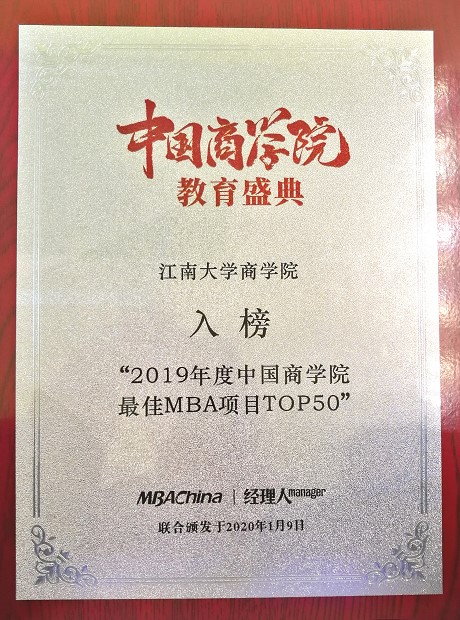 中国商学院
教育盛典
江南大学商学院
入榜
“2019年度中国商学院
最佳MBA项目TOP50”
MBAChina | 经理人manager
联合颁发于2020年1月9日